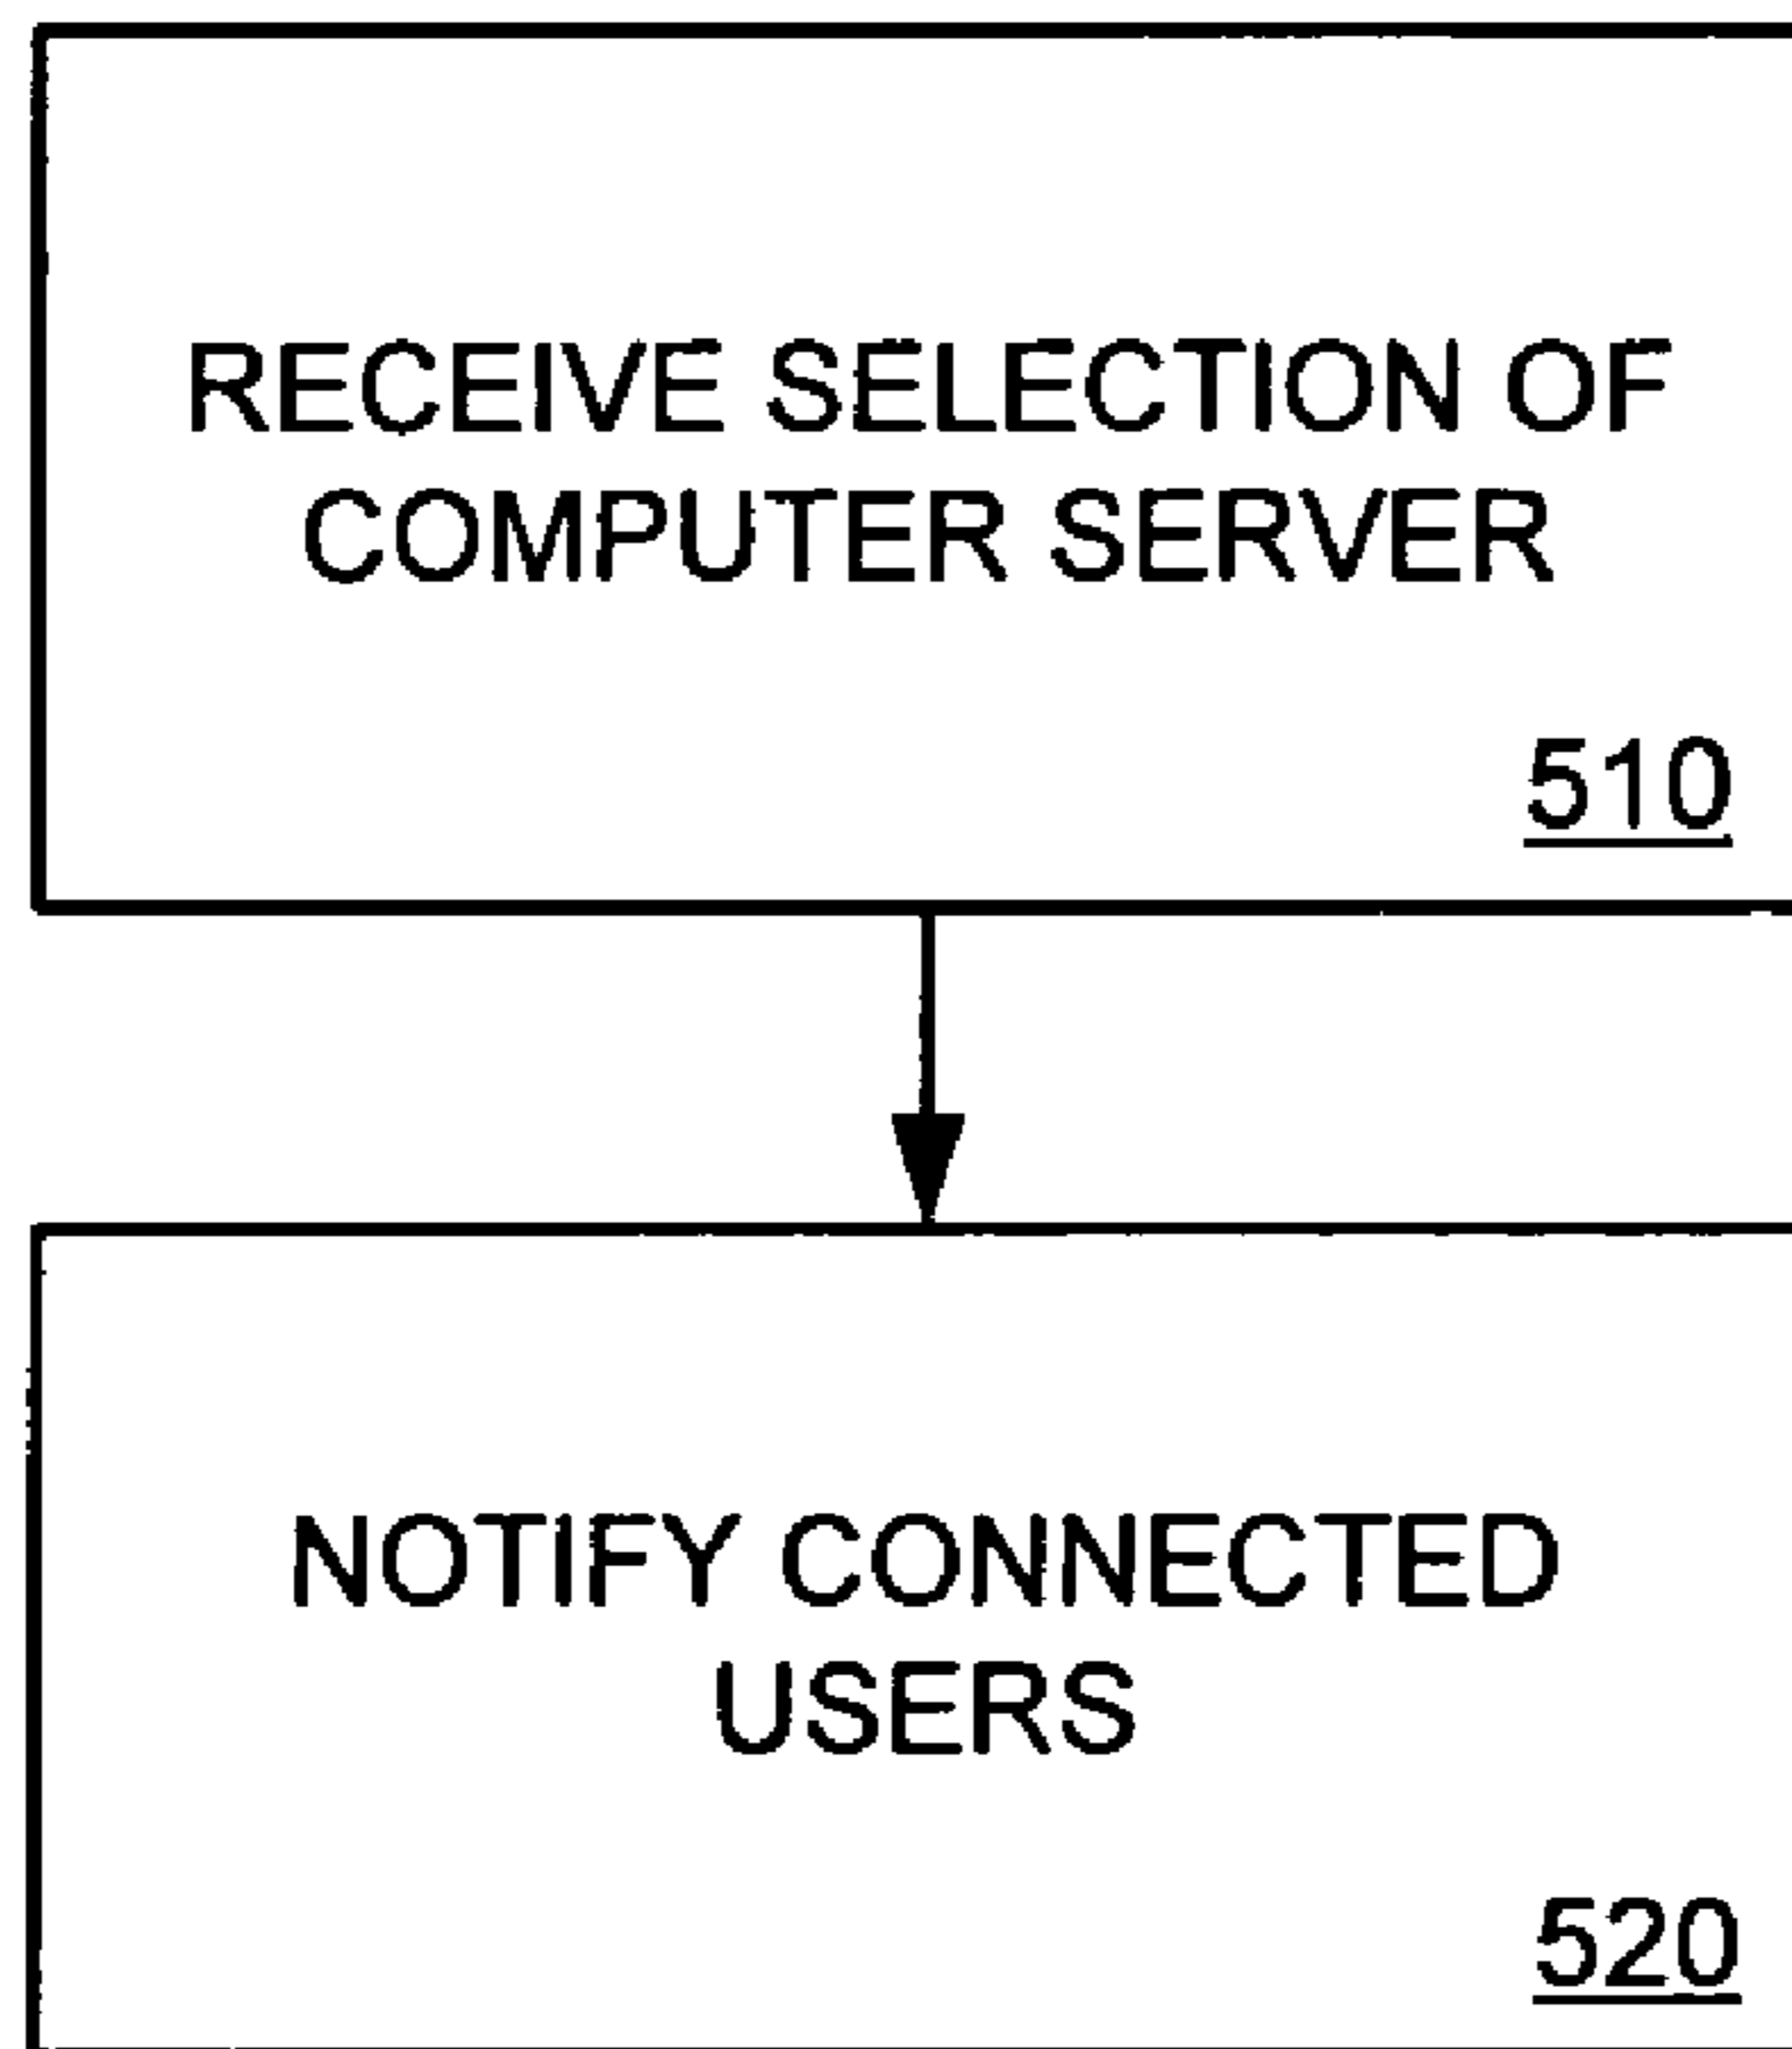 RECEIVE SELECTION OF
COMPUTER SERVER
510
NOTIFY CONNECTED
USERS
520